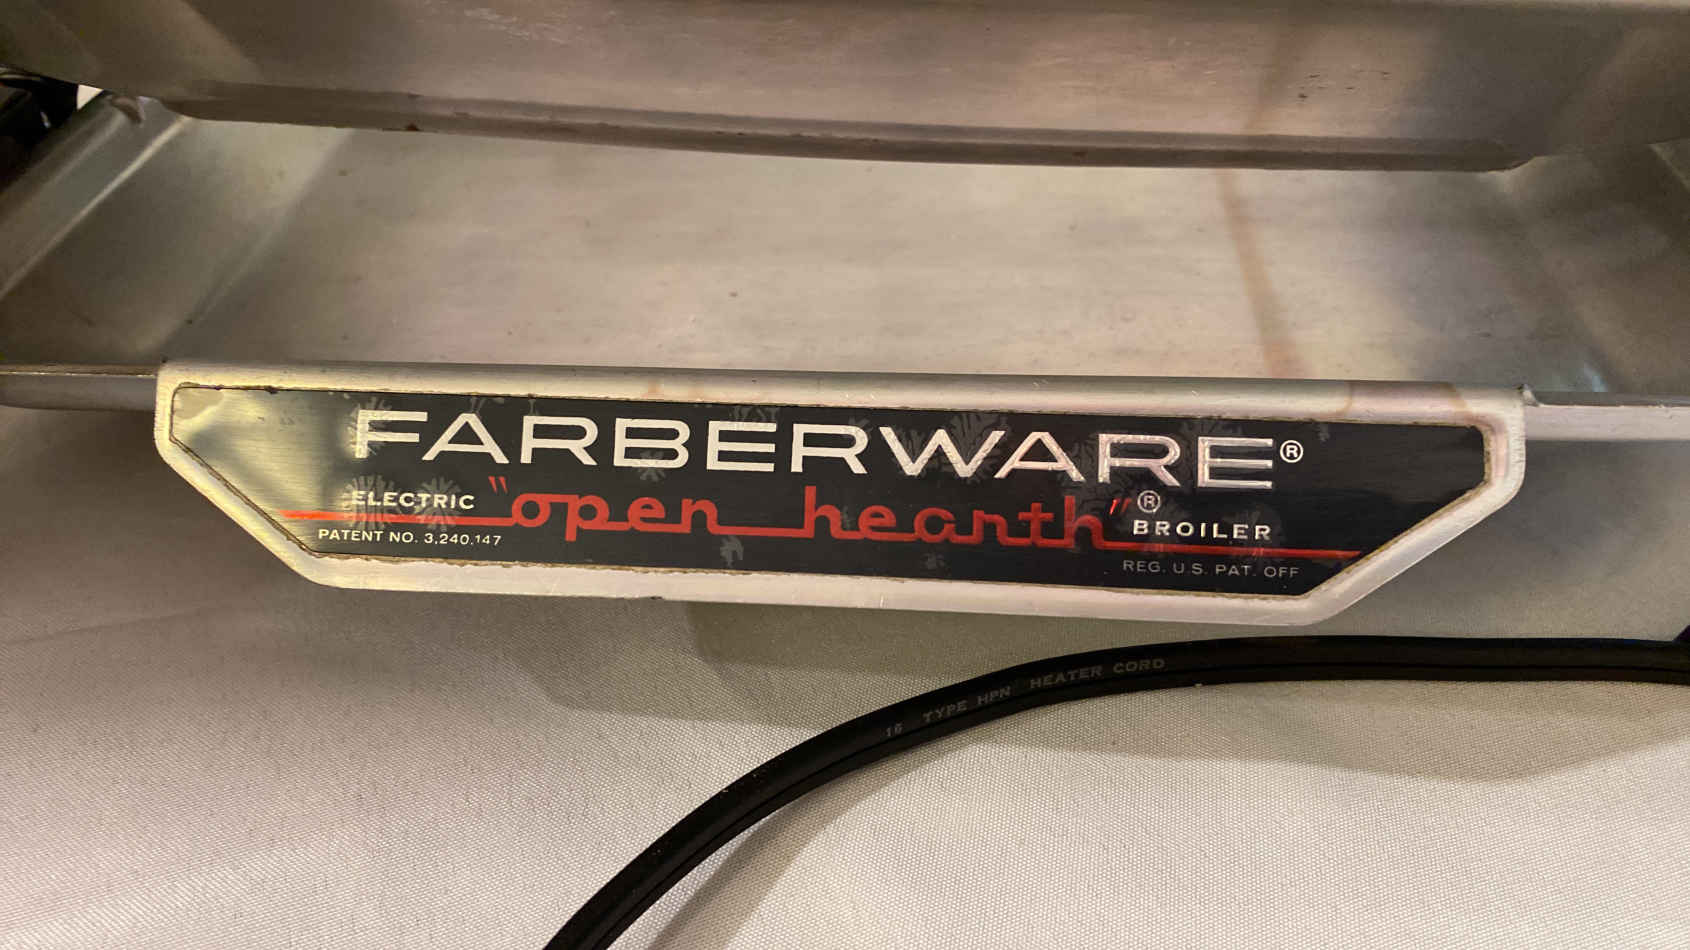 FARBERWARE®
ELECTRIC "open hearth"® BROILER
PATENT NO. 3,240,147
REG. U.S. PAT. OFF
16 TYPE HPN HEATER CORD